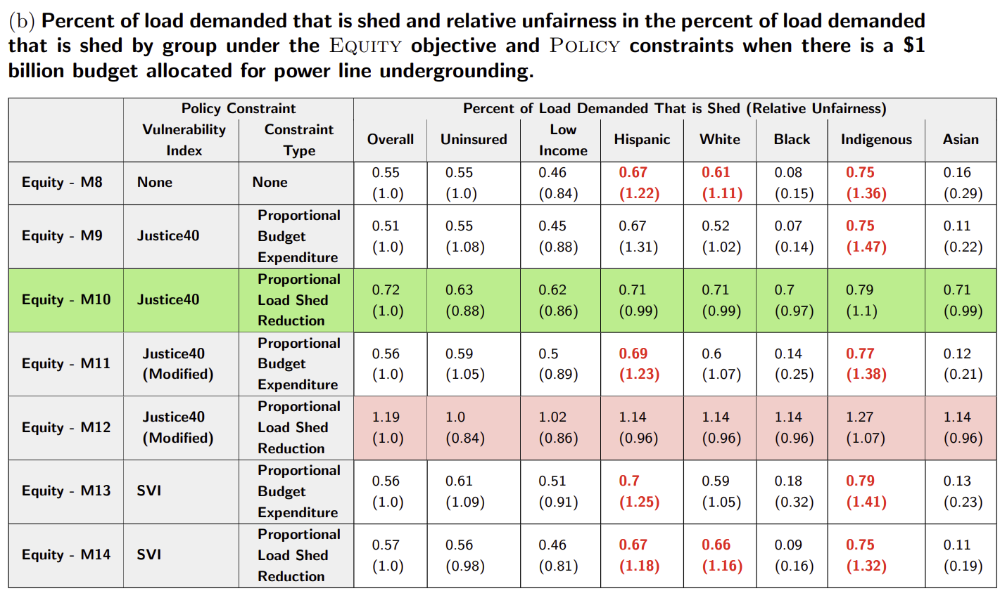 (b) Percent of load demanded that is shed and relative unfairness in the percent of load demanded
that is shed by group under the Equity objective and Policy constraints when there is a $1
billion budget allocated for power line undergrounding.
Policy Constraint
Percent of Load Demanded That is Shed (Relative Unfairness)
Vulnerability Index
Constraint Type
Overall
Uninsured
Low Income
Hispanic
White
Black
Indigenous
Asian
Equity - M8
None
None
0.55 (1.0)
0.55 (1.0)
0.46 (0.84)
0.67 (1.22)
0.61 (1.11)
0.08 (0.15)
0.75 (1.36)
0.16 (0.29)
Equity - M9
Justice40
Proportional Budget Expenditure
0.51 (1.0)
0.55 (1.08)
0.45 (0.88)
0.67 (1.31)
0.52 (1.02)
0.07 (0.14)
0.75 (1.47)
0.11 (0.22)
Equity - M10
Justice40
Proportional Load Shed Reduction
0.72 (1.0)
0.63 (0.88)
0.62 (0.86)
0.71 (0.99)
0.71 (0.99)
0.7 (0.97)
0.79 (1.1)
0.71 (0.99)
Equity - M11
Justice40 (Modified)
Proportional Budget Expenditure
0.56 (1.0)
0.59 (1.05)
0.5 (0.89)
0.69 (1.23)
0.6 (1.07)
0.14 (0.25)
0.77 (1.38)
0.12 (0.21)
Equity - M12
Justice40 (Modified)
Proportional Load Shed Reduction
1.19 (1.0)
1.0 (0.84)
1.02 (0.86)
1.14 (0.96)
1.14 (0.96)
1.14 (0.96)
1.27 (1.07)
1.14 (0.96)
Equity - M13
SVI
Proportional Budget Expenditure
0.56 (1.0)
0.61 (1.09)
0.51 (0.91)
0.7 (1.25)
0.59 (1.05)
0.18 (0.32)
0.79 (1.41)
0.13 (0.23)
Equity - M14
SVI
Proportional Load Shed Reduction
0.57 (1.0)
0.56 (0.98)
0.46 (0.81)
0.67 (1.18)
0.66 (1.16)
0.09 (0.16)
0.75 (1.32)
0.11 (0.19)